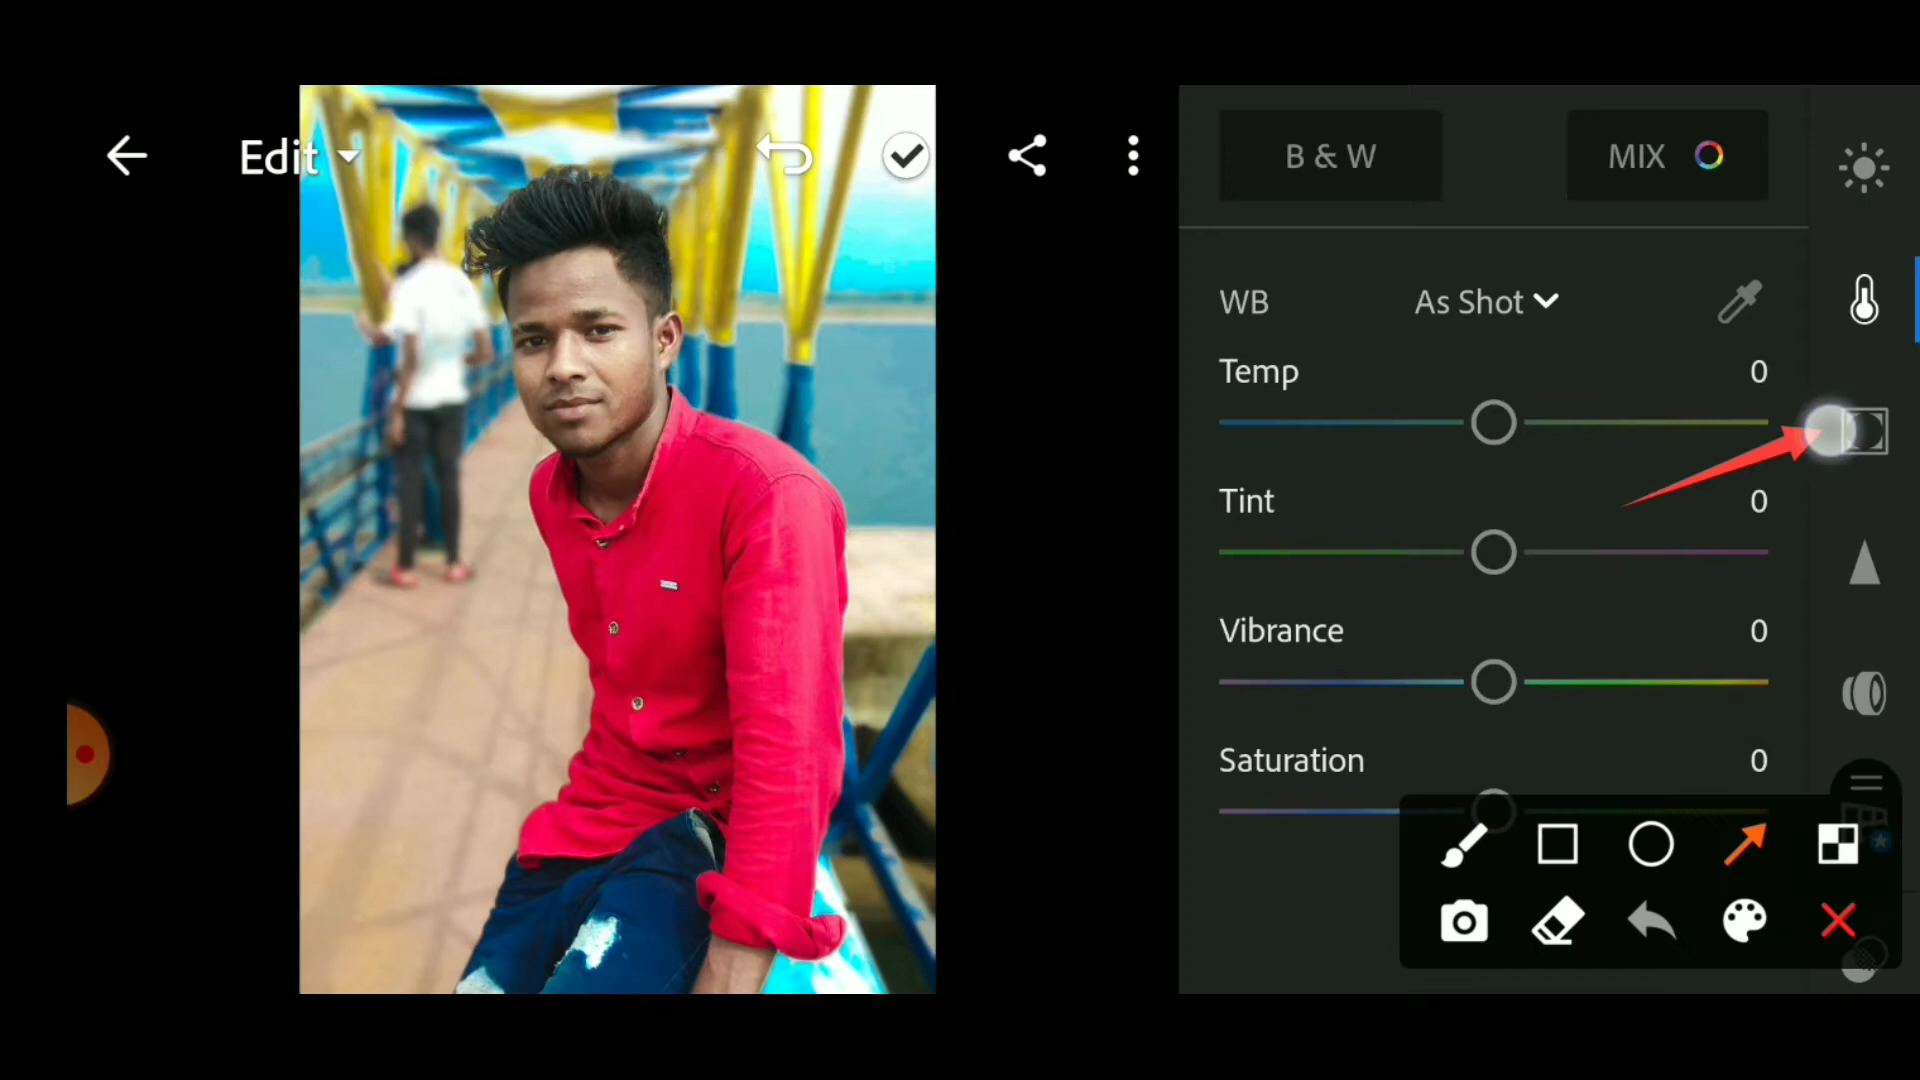 Edit
B & W
MIX
WB
As Shot
Temp
0
Tint
0
Vibrance
0
Saturation
0